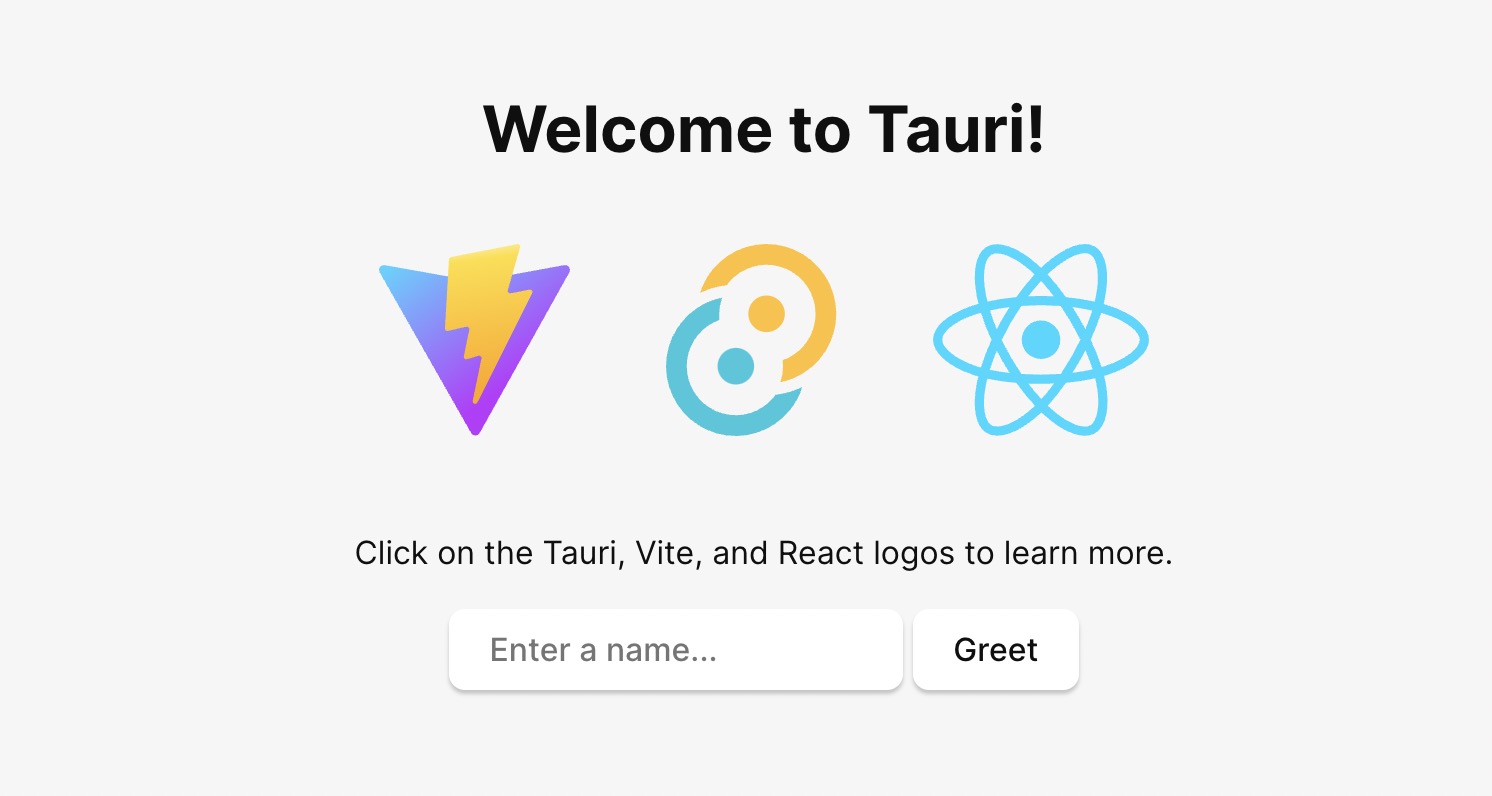 Welcome to Tauri!
Click on the Tauri, Vite, and React logos to learn more.
Enter a name...
Greet